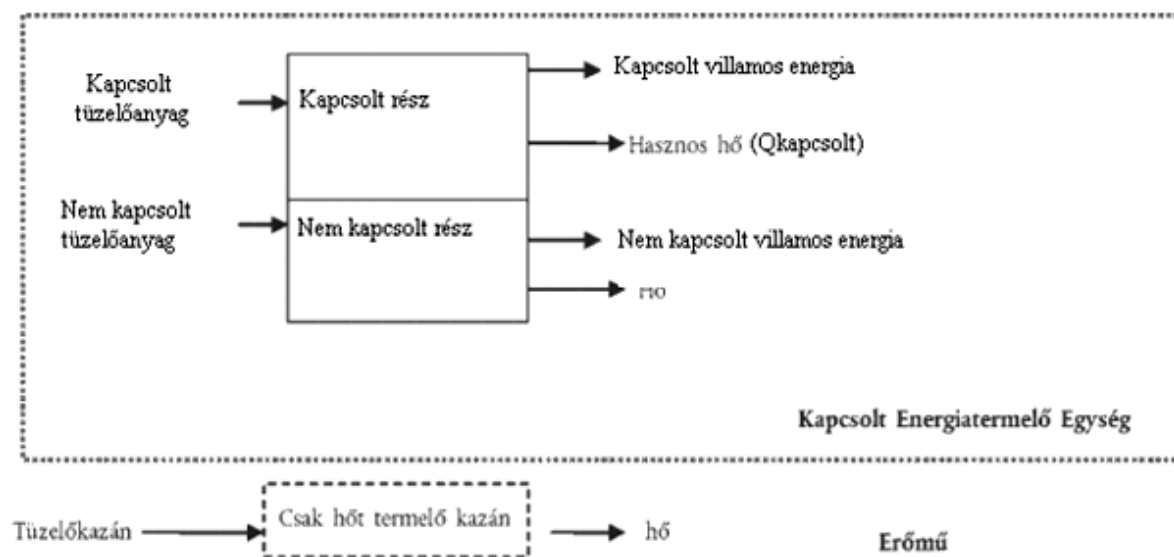 Kapcsolt
tüzelőanyag
Kapcsolt rész
Kapcsolt villamos energia
Hasznos hő (Qkapcsolt)
Nem kapcsolt
tüzelőanyag
Nem kapcsolt rész
Nem kapcsolt villamos energia
Kapcsolt Energiatermelő Egység
Tüzelőkazán
Csak hőt termelő kazán
hő
Erőmű